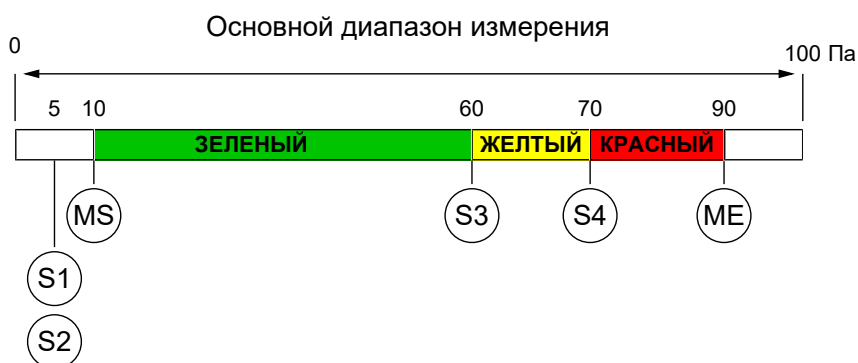 Основной диапазон измерения
0
100 Па
5 10 60 70 90
ЗЕЛЕНЫЙ ЖЕЛТЫЙ КРАСНЫЙ
MS S3 S4 ME
S1
S2